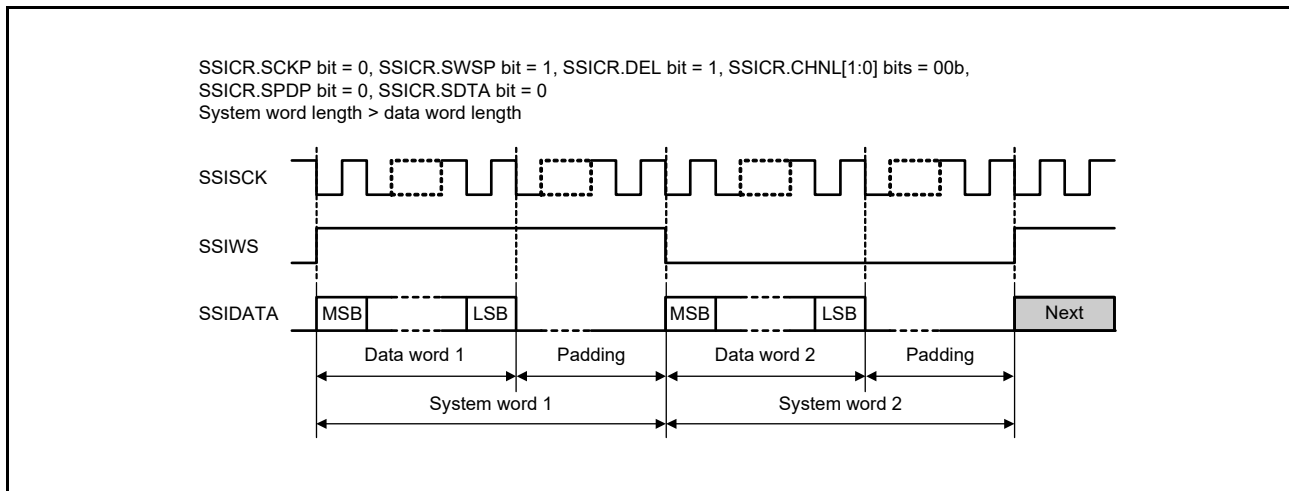 SSICR.SCKP bit = 0, SSICR.SWSP bit = 1, SSICR.DEL bit = 1, SSICR.CHNL[1:0] bits = 00b,
SSICR.SPDP bit = 0, SSICR.SDTA bit = 0
System word length > data word length
SSISCK
SSIWS
SSIDATA MSB LSB MSB LSB Next
Data word 1 Padding Data word 2 Padding
System word 1 System word 2